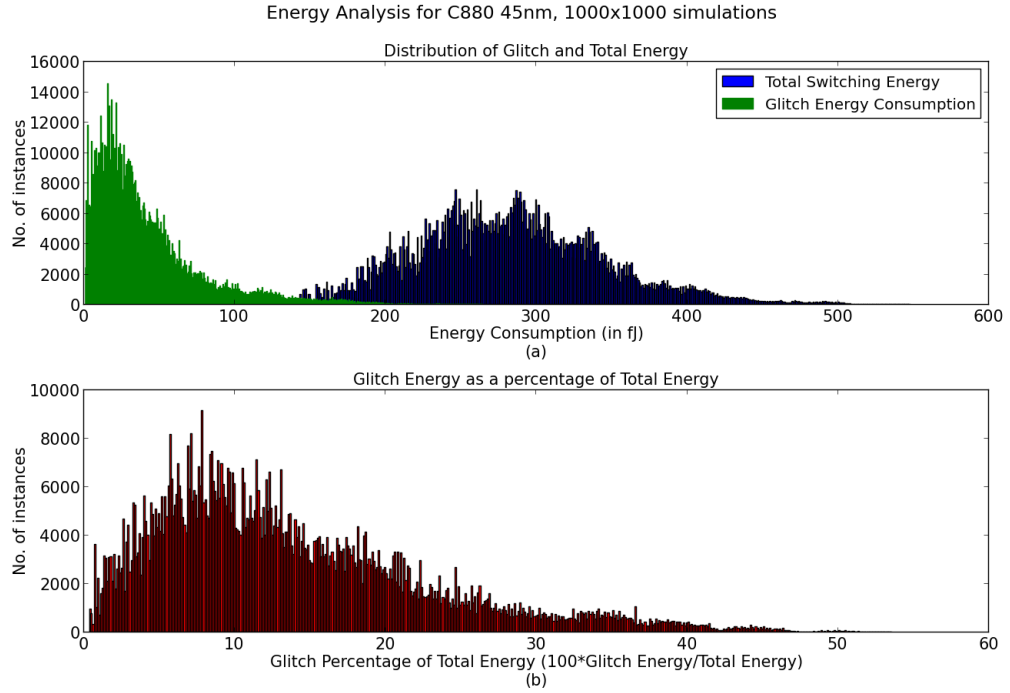 Energy Analysis for C880 45nm, 1000x1000 simulations
Distribution of Glitch and Total Energy
16000
14000
12000
10000
8000
6000
4000
2000
0
No. of instances
Total Switching Energy
Glitch Energy Consumption
0 100 200 300 400 500 600
Energy Consumption (in fJ)
(a)
Glitch Energy as a percentage of Total Energy
10000
8000
6000
4000
2000
0
No. of instances
0 10 20 30 40 50 60
Glitch Percentage of Total Energy (100*Glitch Energy/Total Energy)
(b)